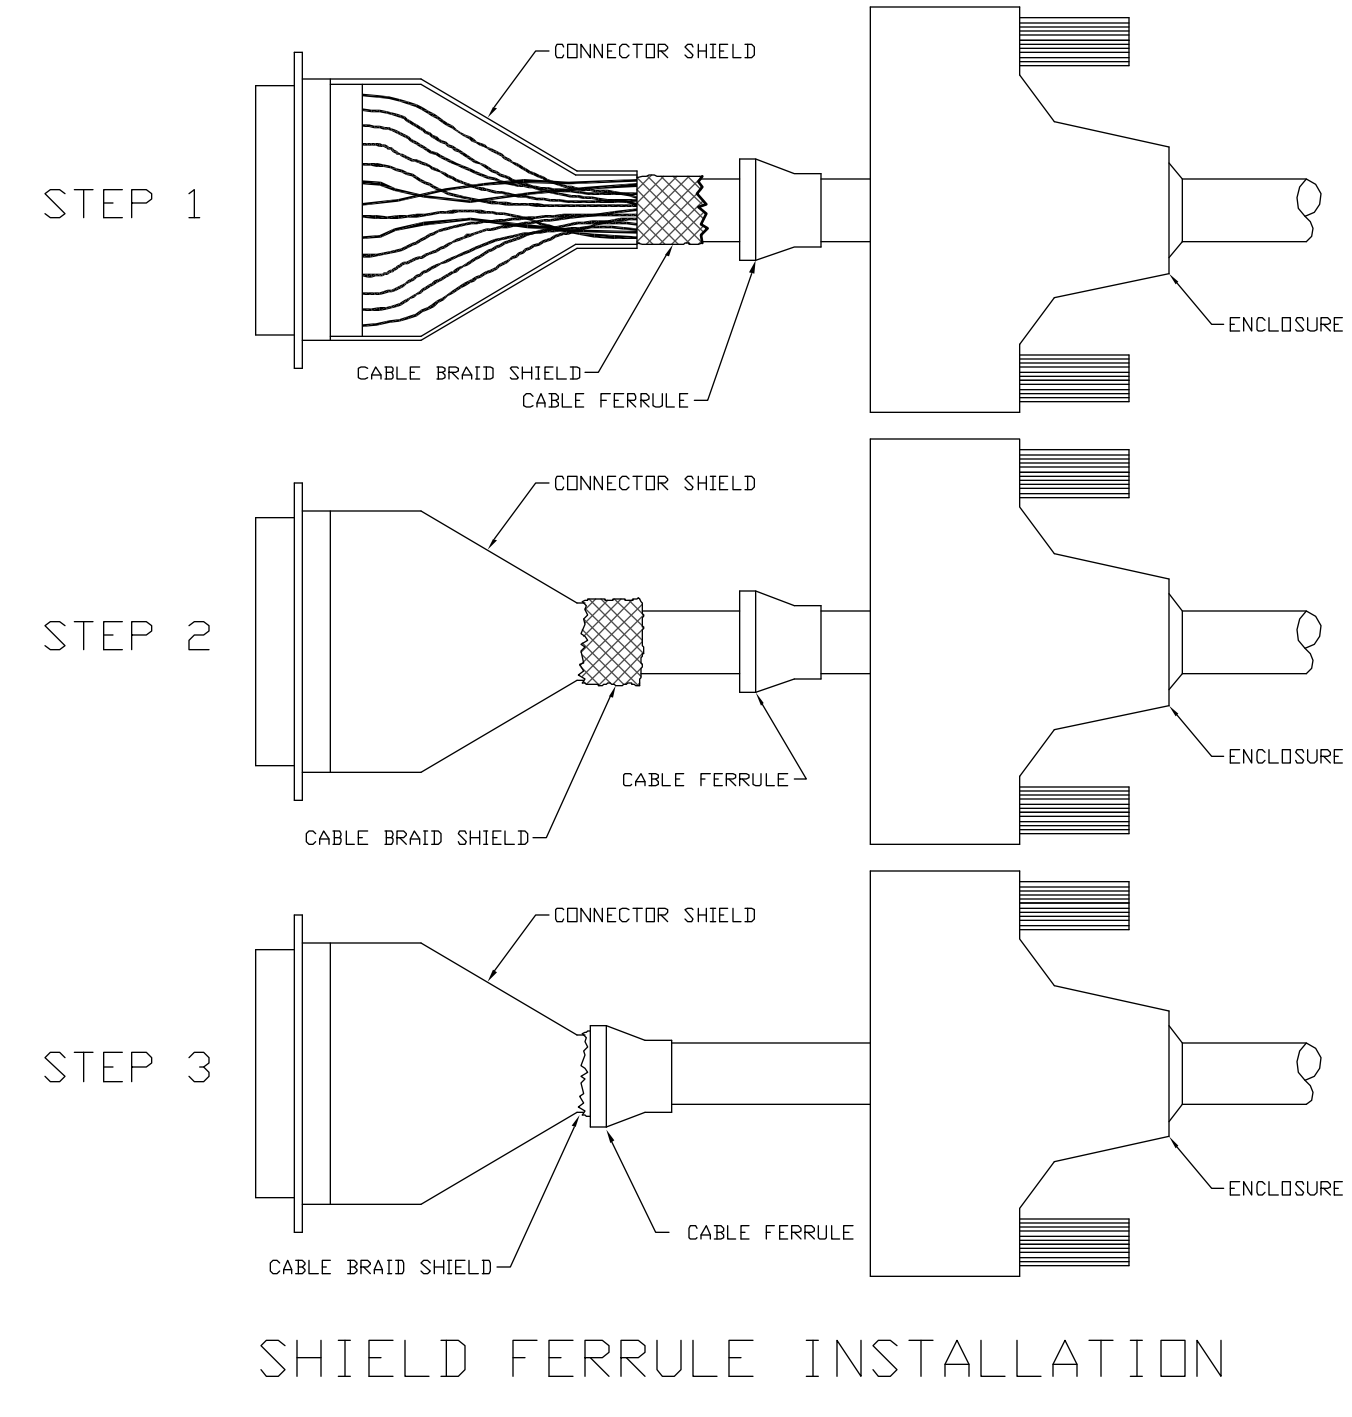 CONNECTOR SHIELD
STEP 1
ENCLOSURE
CABLE BRAID SHIELD
CABLE FERRULE
CONNECTOR SHIELD
STEP 2
ENCLOSURE
CABLE FERRULE
CABLE BRAID SHIELD
CONNECTOR SHIELD
STEP 3
ENCLOSURE
CABLE FERRULE
CABLE BRAID SHIELD
SHIELD FERRULE INSTALLATION